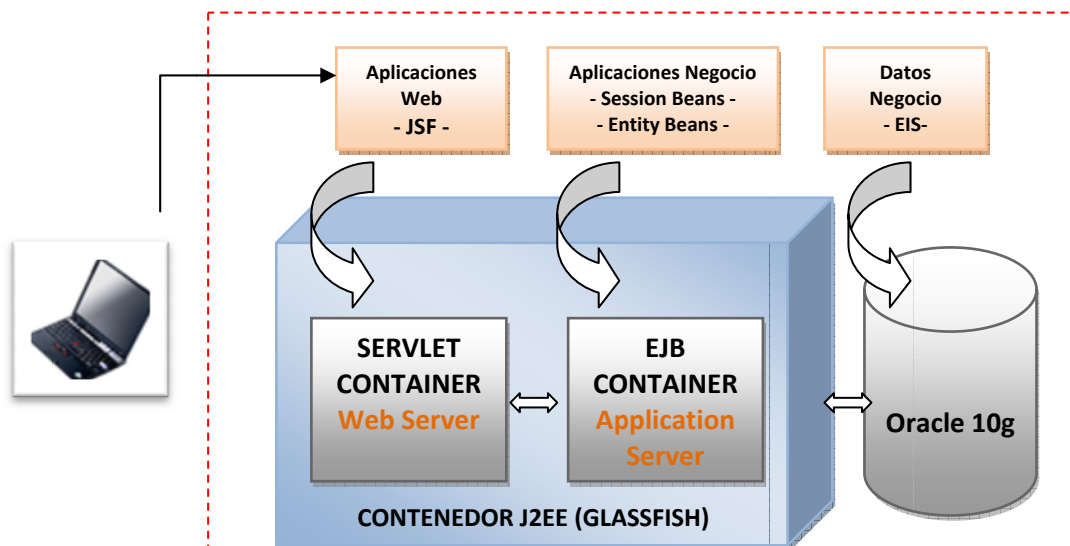 Aplicaciones
Web
- JSF -
Aplicaciones Negocio
- Session Beans -
- Entity Beans -
Datos
Negocio
- EIS-
SERVLET
CONTAINER
Web Server
EJB
CONTAINER
Application
Server
Oracle 10g
CONTENEDOR J2EE (GLASSFISH)